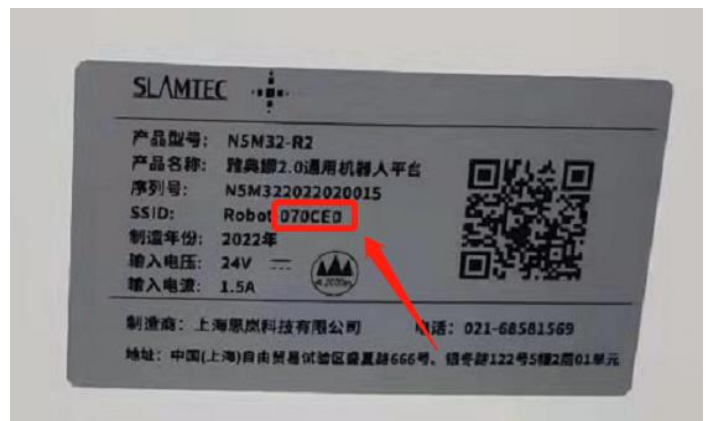 SLAMTEC
产品型号: N5M32-R2
产品名称: 雅典娜2.0通用机器人平台
序列号: N5M322022020015
SSID: Robot-070CE0
制造年份: 2022年
输入电压: 24V
≤2000m
输入电流: 1.5A
制造商: 上海思岚科技有限公司 电话: 021-68581569
地址: 中国(上海)自由贸易试验区盛夏路666号、银冬路122号5幢2层01单元